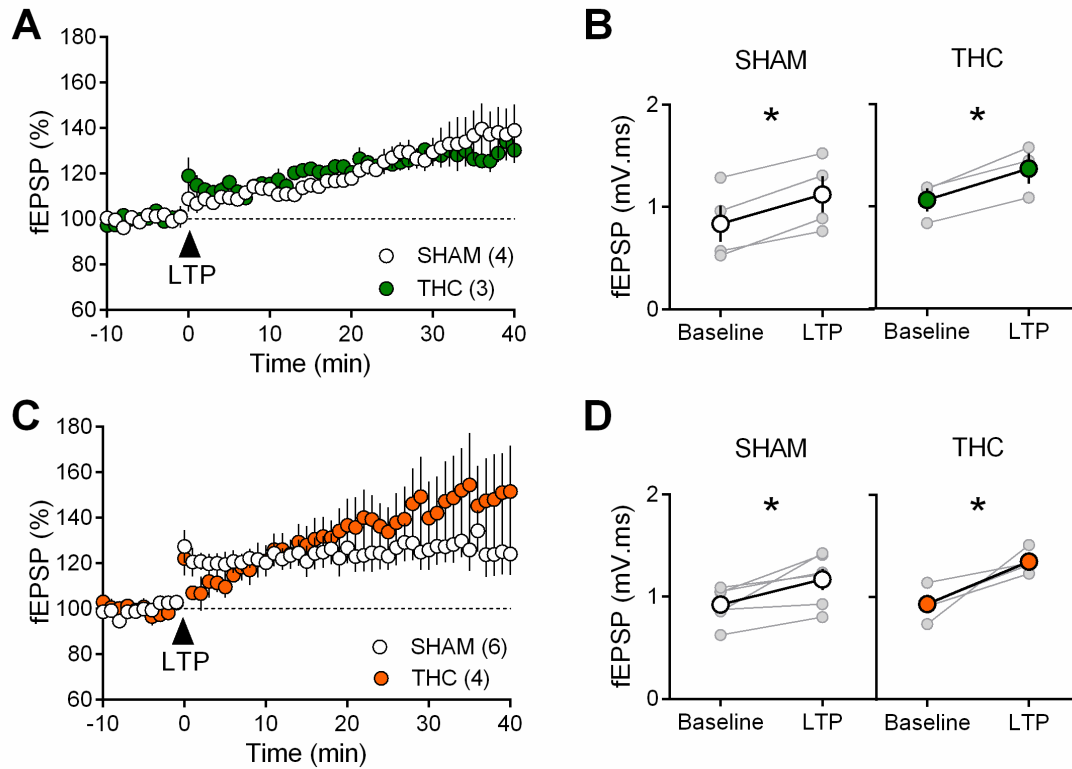 A
180
160
140
120
100
80
60
fEPSP (%)
LTP
SHAM (4)
THC (3)
-10 0 10 20 30 40
Time (min)
B
SHAM THC
* *
2
1
0
fEPSP (mV.ms)
Baseline LTP Baseline LTP
C
180
160
140
120
100
80
60
fEPSP (%)
LTP
SHAM (6)
THC (4)
-10 0 10 20 30 40
Time (min)
D
SHAM THC
* *
2
1
0
fEPSP (mV.ms)
Baseline LTP Baseline LTP